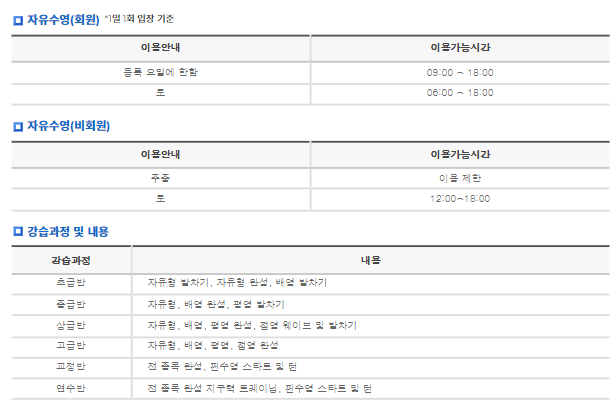 자유수영(회원) *1일 1회 입장 기준
이용안내 이용가능시간
등록 요일에 한함 09:00 ~ 18:00
토 06:00 ~ 18:00
자유수영(비회원)
이용안내 이용가능시간
주중 이용 제한
토 12:00~18:00
강습과정 및 내용
강습과정 내용
초급반 자유형 발차기, 자유형 완성, 배영 발차기
중급반 자유형, 배영 완성, 평영 발차기
상급반 자유형, 배영, 평영 완성, 접영 웨이브 및 발차기
고급반 자유형, 배영, 평영, 접영 완성
교정반 전 종목 완성, 핀수영 스타트 및 턴
연수반 전 종목 완성 지구력 트레이닝, 핀수영 스타트 및 턴